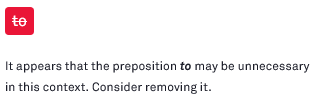 to
It appears that the preposition to may be unnecessary
in this context. Consider removing it.